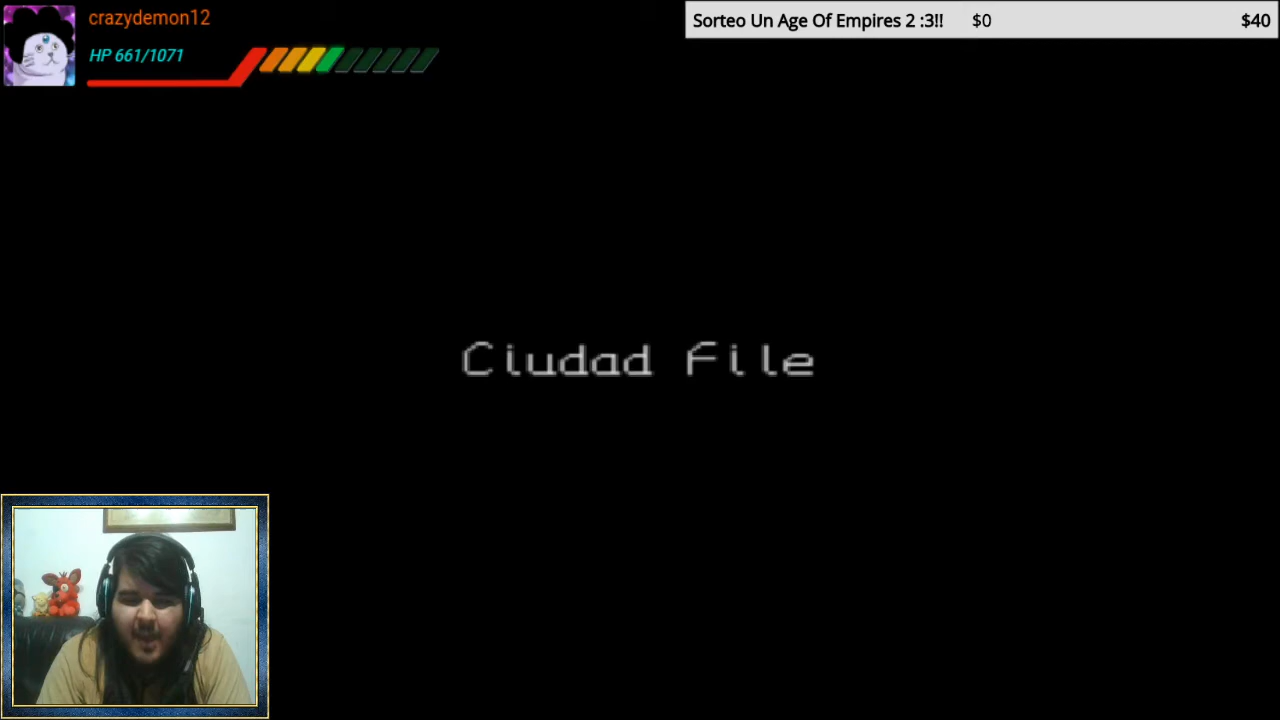 crazydemon12
HP 661/1071
Sorteo Un Age Of Empires 2 :3!! $0 $40
Ciudad File